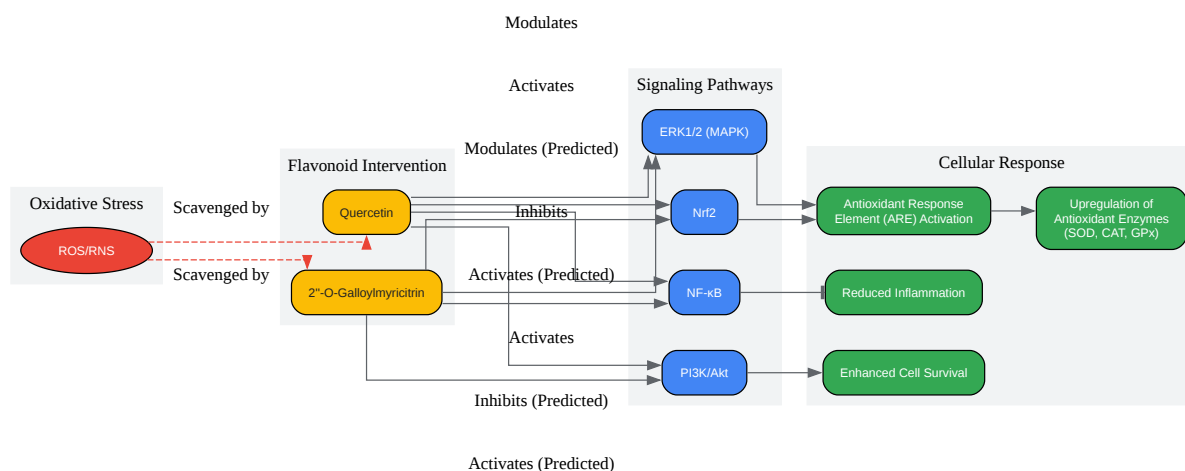 Modulates
Activates
Signaling Pathways
ERK1/2 (MAPK)
Modulates (Predicted)
Flavonoid Intervention
Cellular Response
Oxidative Stress
Scavenged by
Quercetin
Inhibits
Nrf2
Antioxidant Response
Element (ARE) Activation
Upregulation of
Antioxidant Enzymes
(SOD, CAT, GPx)
ROS/RNS
Scavenged by
Activates (Predicted)
2"-O-Galloylmyricitrin
NF-κB
Reduced Inflammation
Activates
PI3K/Akt
Enhanced Cell Survival
Inhibits (Predicted)
Activates (Predicted)